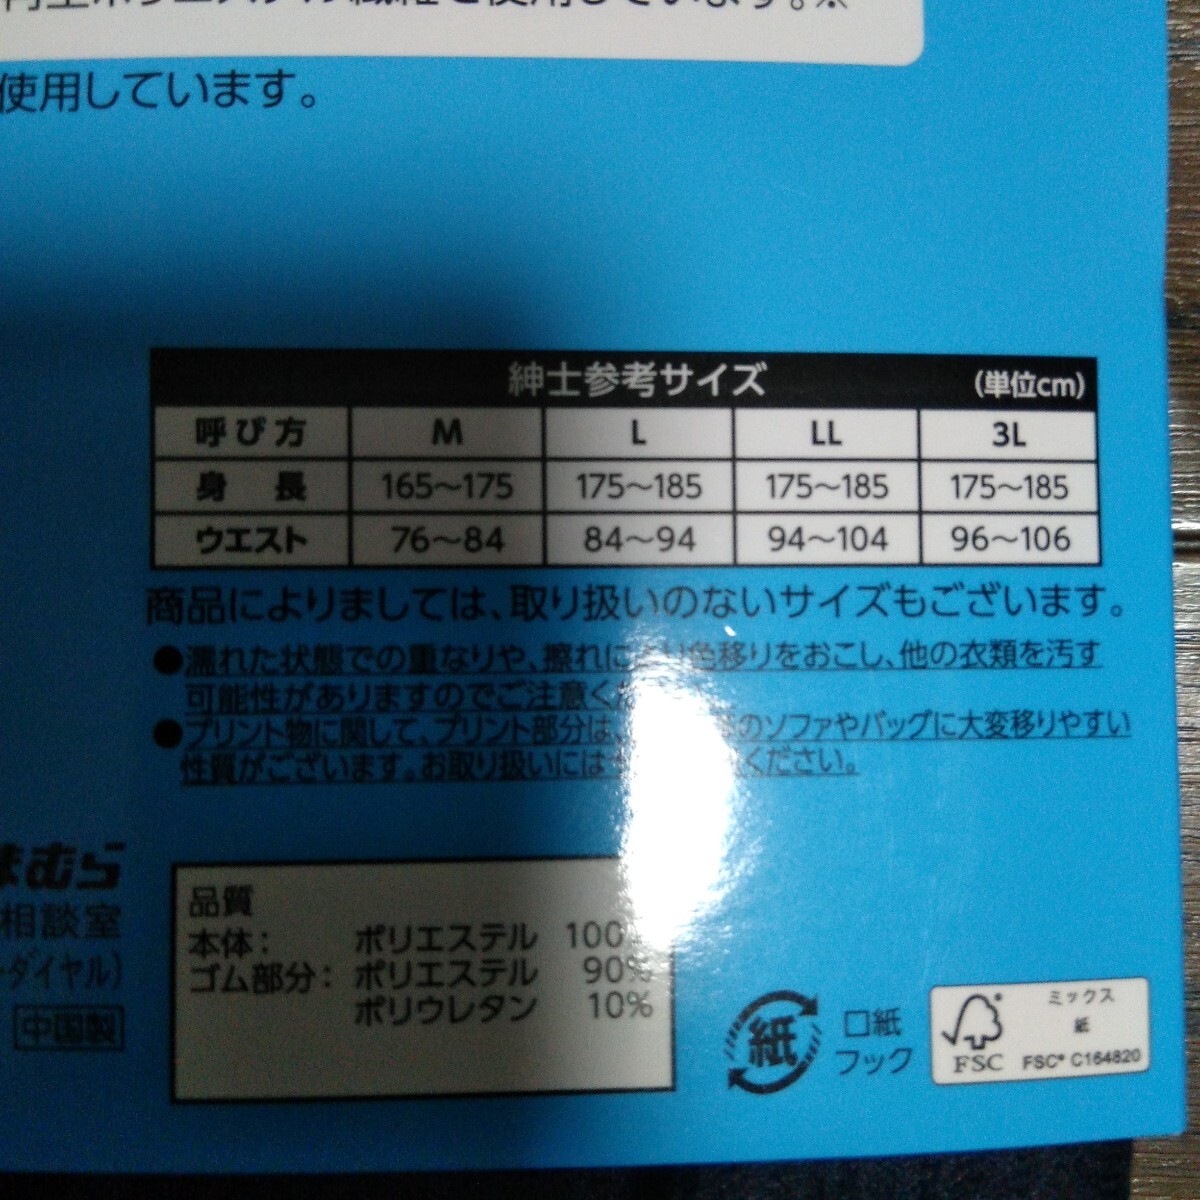 使用しています。※
使用しています。
紳士参考サイズ (単位cm)
呼び方 M L LL 3L
身長 165～175 175～185 175～185 175～185
ウエスト 76～84 84～94 94～104 96～106
商品によりましては、取り扱いのないサイズもございます。
●濡れた状態での重なりや、擦れに り色移りをおこし、他の衣類を汚す
可能性がありますのでご注意く
●プリント物に関して、プリント部分は のソファやバッグに大変移りやすい
性質がございます。お取り扱いには ください。
まむら
相談室
ダイヤル)
中国製
品質
本体: ポリエステル 100
ゴム部分: ポリエステル 90%
ポリウレタン 10%
紙
口紙
フック
FSC
ミックス
紙
FSC® C164820